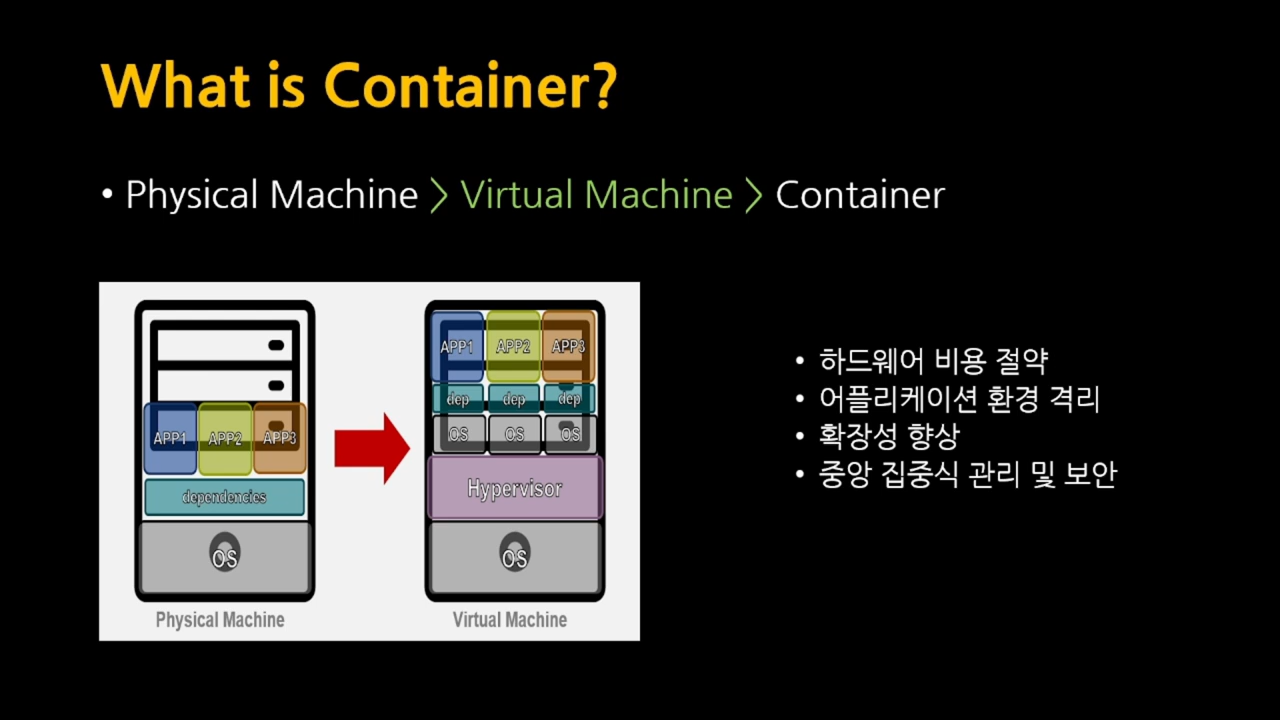 What is Container?
• Physical Machine > Virtual Machine > Container
APP1 APP2 APP3
dependencies
OS
Physical Machine
APP1 APP2 APP3
dep dep dep
OS OS OS
Hypervisor
OS
Virtual Machine
• 하드웨어 비용 절약
• 어플리케이션 환경 격리
• 확장성 향상
• 중앙 집중식 관리 및 보안